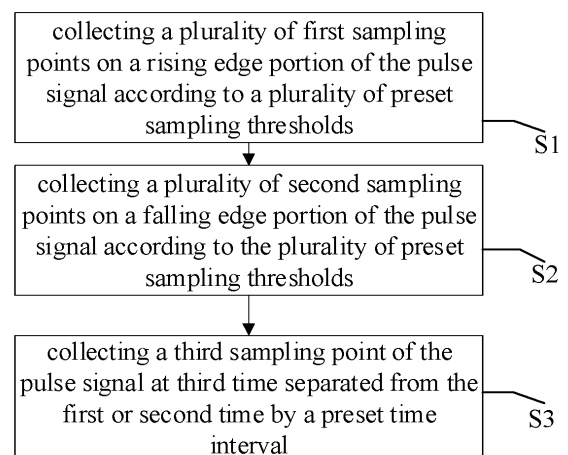 collecting a plurality of first sampling
points on a rising edge portion of the pulse
signal according to a plurality of preset
sampling thresholds
S1
collecting a plurality of second sampling
points on a falling edge portion of the pulse
signal according to the plurality of preset
sampling thresholds
S2
collecting a third sampling point of the
pulse signal at third time separated from the
first or second time by a preset time
interval
S3